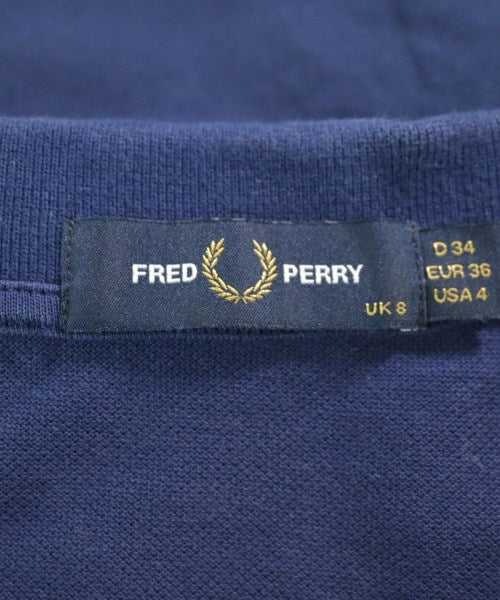 FRED PERRY
UK 8
D 34
EUR 36
USA 4